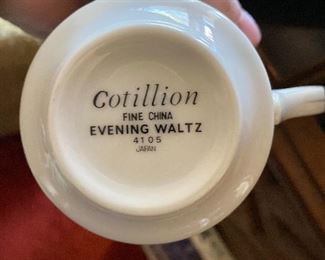 Cotillion
FINE CHINA
EVENING WALTZ
4105
JAPAN